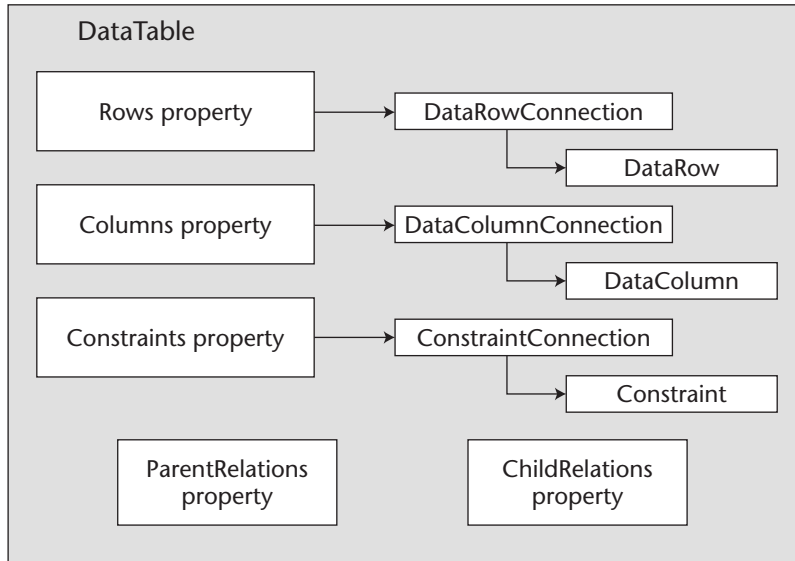 DataTable
Rows property
DataRowConnection
DataRow
Columns property
DataColumnConnection
DataColumn
Constraints property
ConstraintConnection
Constraint
ParentRelations
property
ChildRelations
property